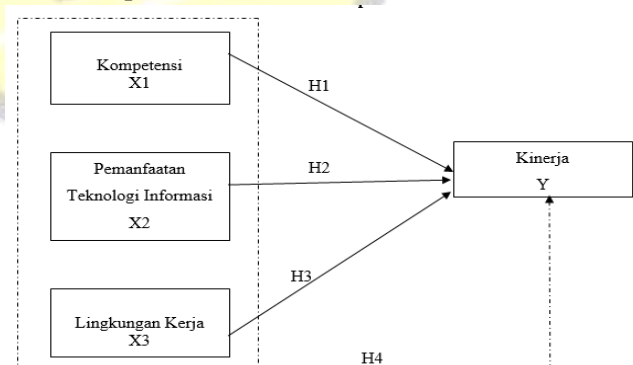 Kompetensi
X1
H1
Pemanfaatan
Teknologi Informasi
X2
H2
Kinerja
Y
H3
Lingkungan Kerja
X3
H4